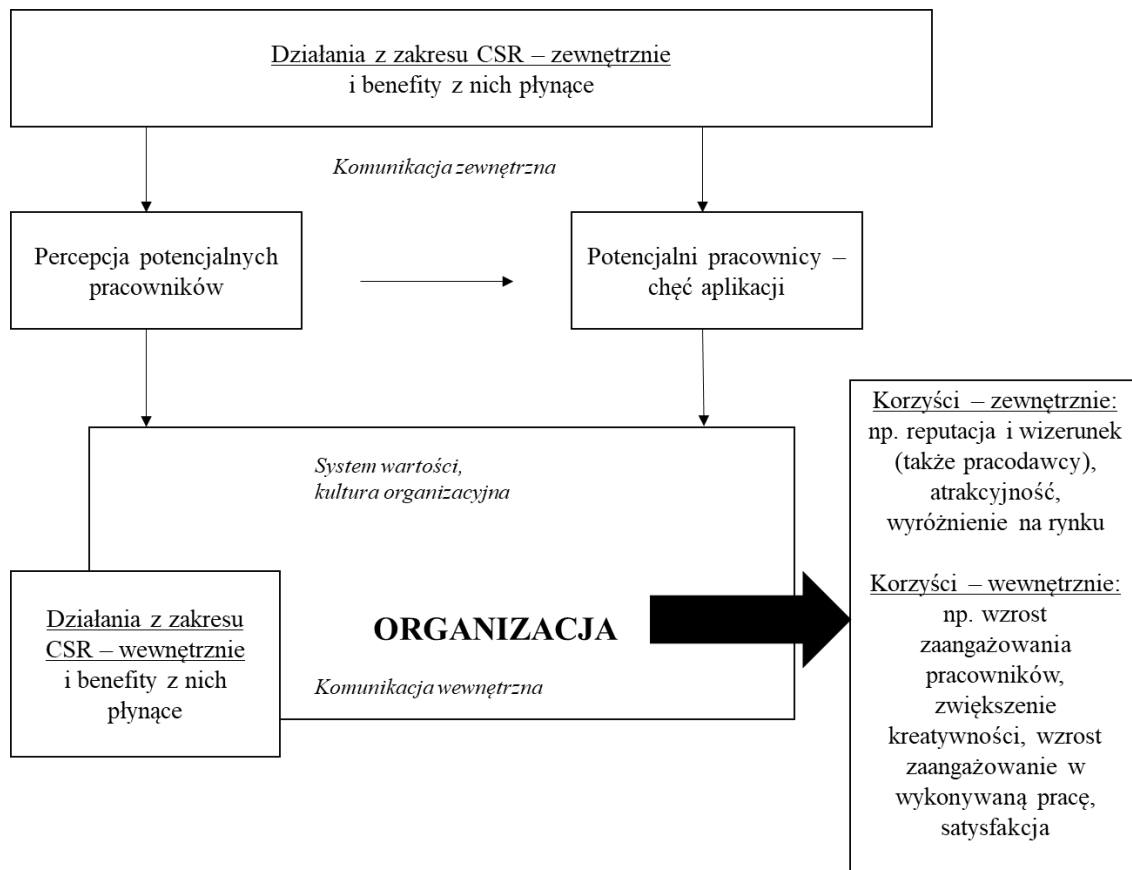 Działania z zakresu CSR – zewnętrznie
i benefity z nich płynące
Komunikacja zewnętrzna
Percepcja potencjalnych
pracowników
Potencjalni pracownicy –
chęć aplikacji
System wartości,
kultura organizacyjna
Działania z zakresu
CSR – wewnętrznie
i benefity z nich
płynące
ORGANIZACJA
Komunikacja wewnętrzna
Korzyści – zewnętrznie:
np. reputacja i wizerunek
(także pracodawcy),
atrakcyjność,
wyróżnienie na rynku
Korzyści – wewnętrznie:
np. wzrost
zaangażowania
pracowników,
zwiększenie
kreatywności, wzrost
zaangażowanie w
wykonywaną pracę,
satysfakcja